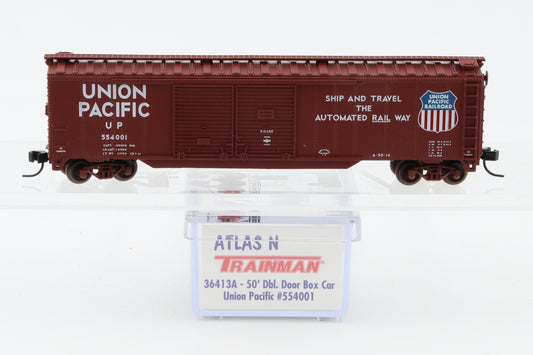 UNION
PACIFIC
U P
554001
SHIP AND TRAVEL
THE
AUTOMATED RAIL WAY
UNION
PACIFIC
RAILROAD
A-50-14
ATLAS N
TRAINMAN
36413A - 50' Dbl. Door Box Car
Union Pacific #554001